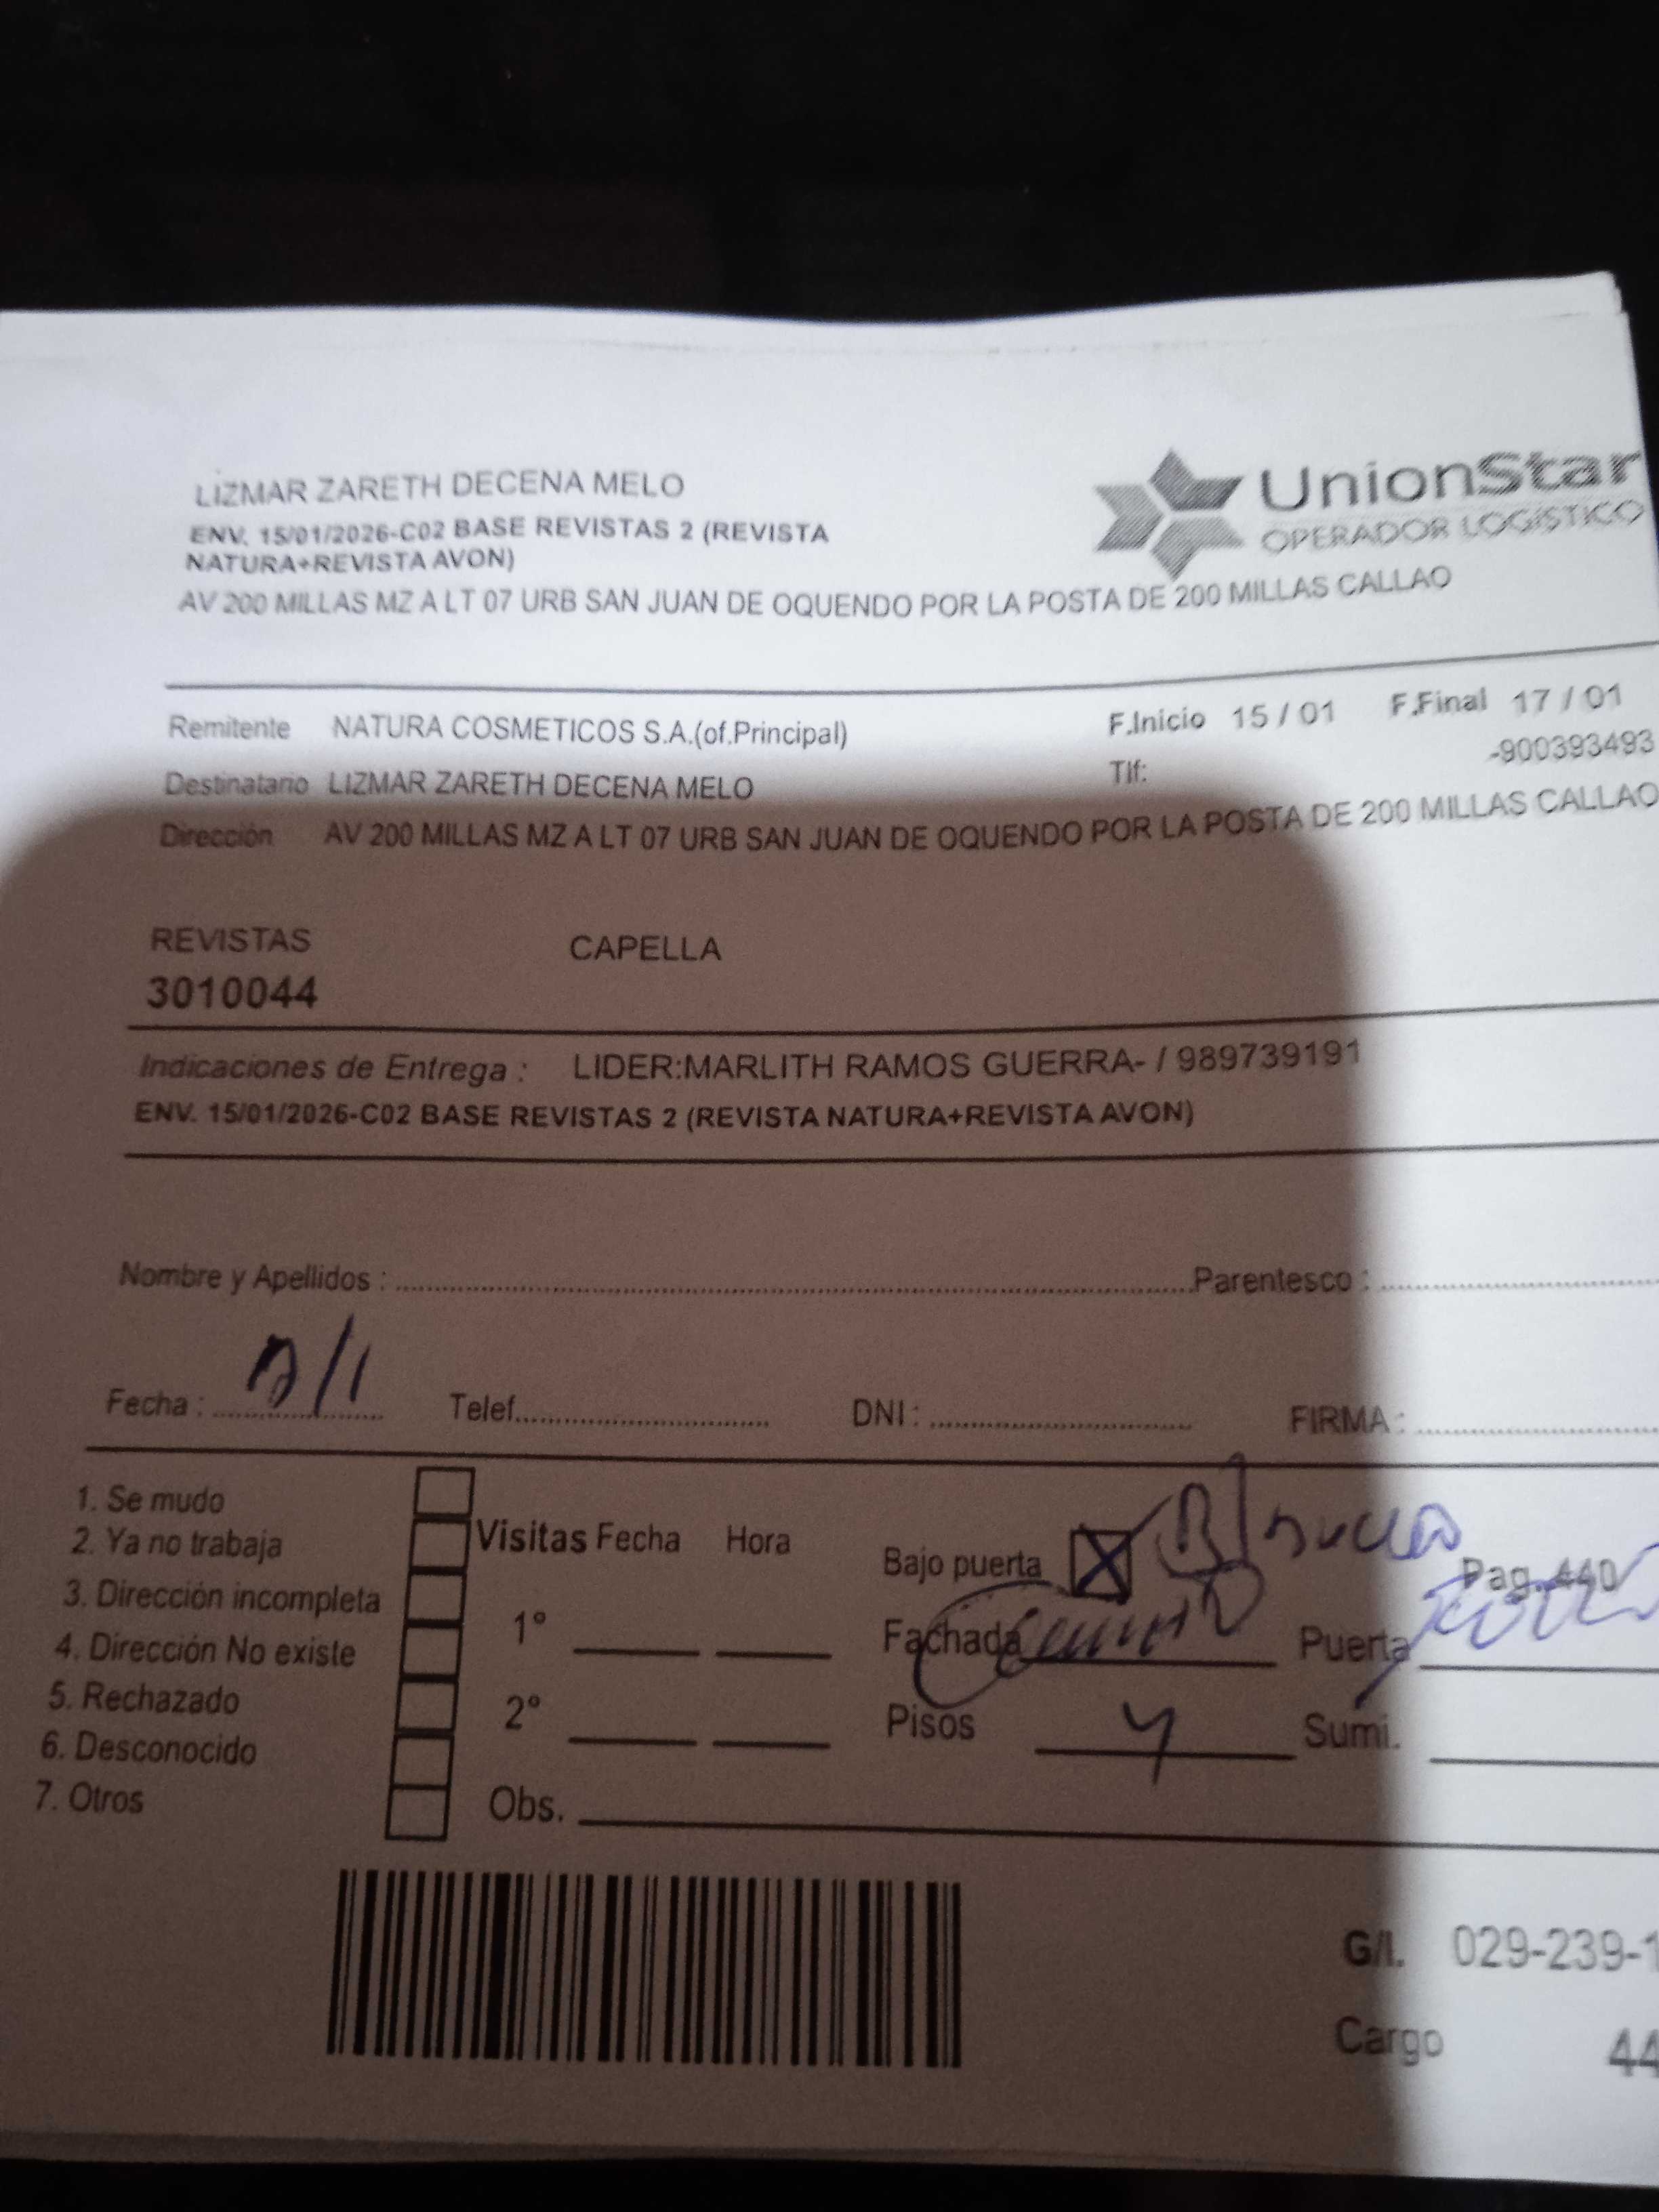 LIZMAR ZARETH DECENA MELO
ENV. 15/01/2026-C02 BASE REVISTAS 2 (REVISTA
NATURA+REVISTA AVON)
AV 200 MILLAS MZ A LT 07 URB SAN JUAN DE OQUENDO POR LA POSTA DE 200 MILLAS CALLAO
UnionStar
OPERADOR LOGISTICO
Remitente NATURA COSMETICOS S.A.(of.Principal) F.Inicio 15 / 01 F.Final 17 / 01
Destinatario LIZMAR ZARETH DECENA MELO Tlf: -900393493
Dirección AV 200 MILLAS MZ A LT 07 URB SAN JUAN DE OQUENDO POR LA POSTA DE 200 MILLAS CALLAO
REVISTAS CAPELLA
3010044
Indicaciones de Entrega : LIDER:MARLITH RAMOS GUERRA- / 989739191
ENV. 15/01/2026-C02 BASE REVISTAS 2 (REVISTA NATURA+REVISTA AVON)
Nombre y Apellidos : Parentesco :
Fecha : Telef. DNI : FIRMA :
1. Se mudo
2. Ya no trabaja
3. Dirección incompleta
4. Dirección No existe
5. Rechazado
6. Desconocido
7. Otros
Visitas Fecha Hora
1º
2º
Obs.
Bajo puerta X
Pag. 440
Fachada Puerta
Pisos 4 Sumi.
G/I. 029-239-1
Cargo 44